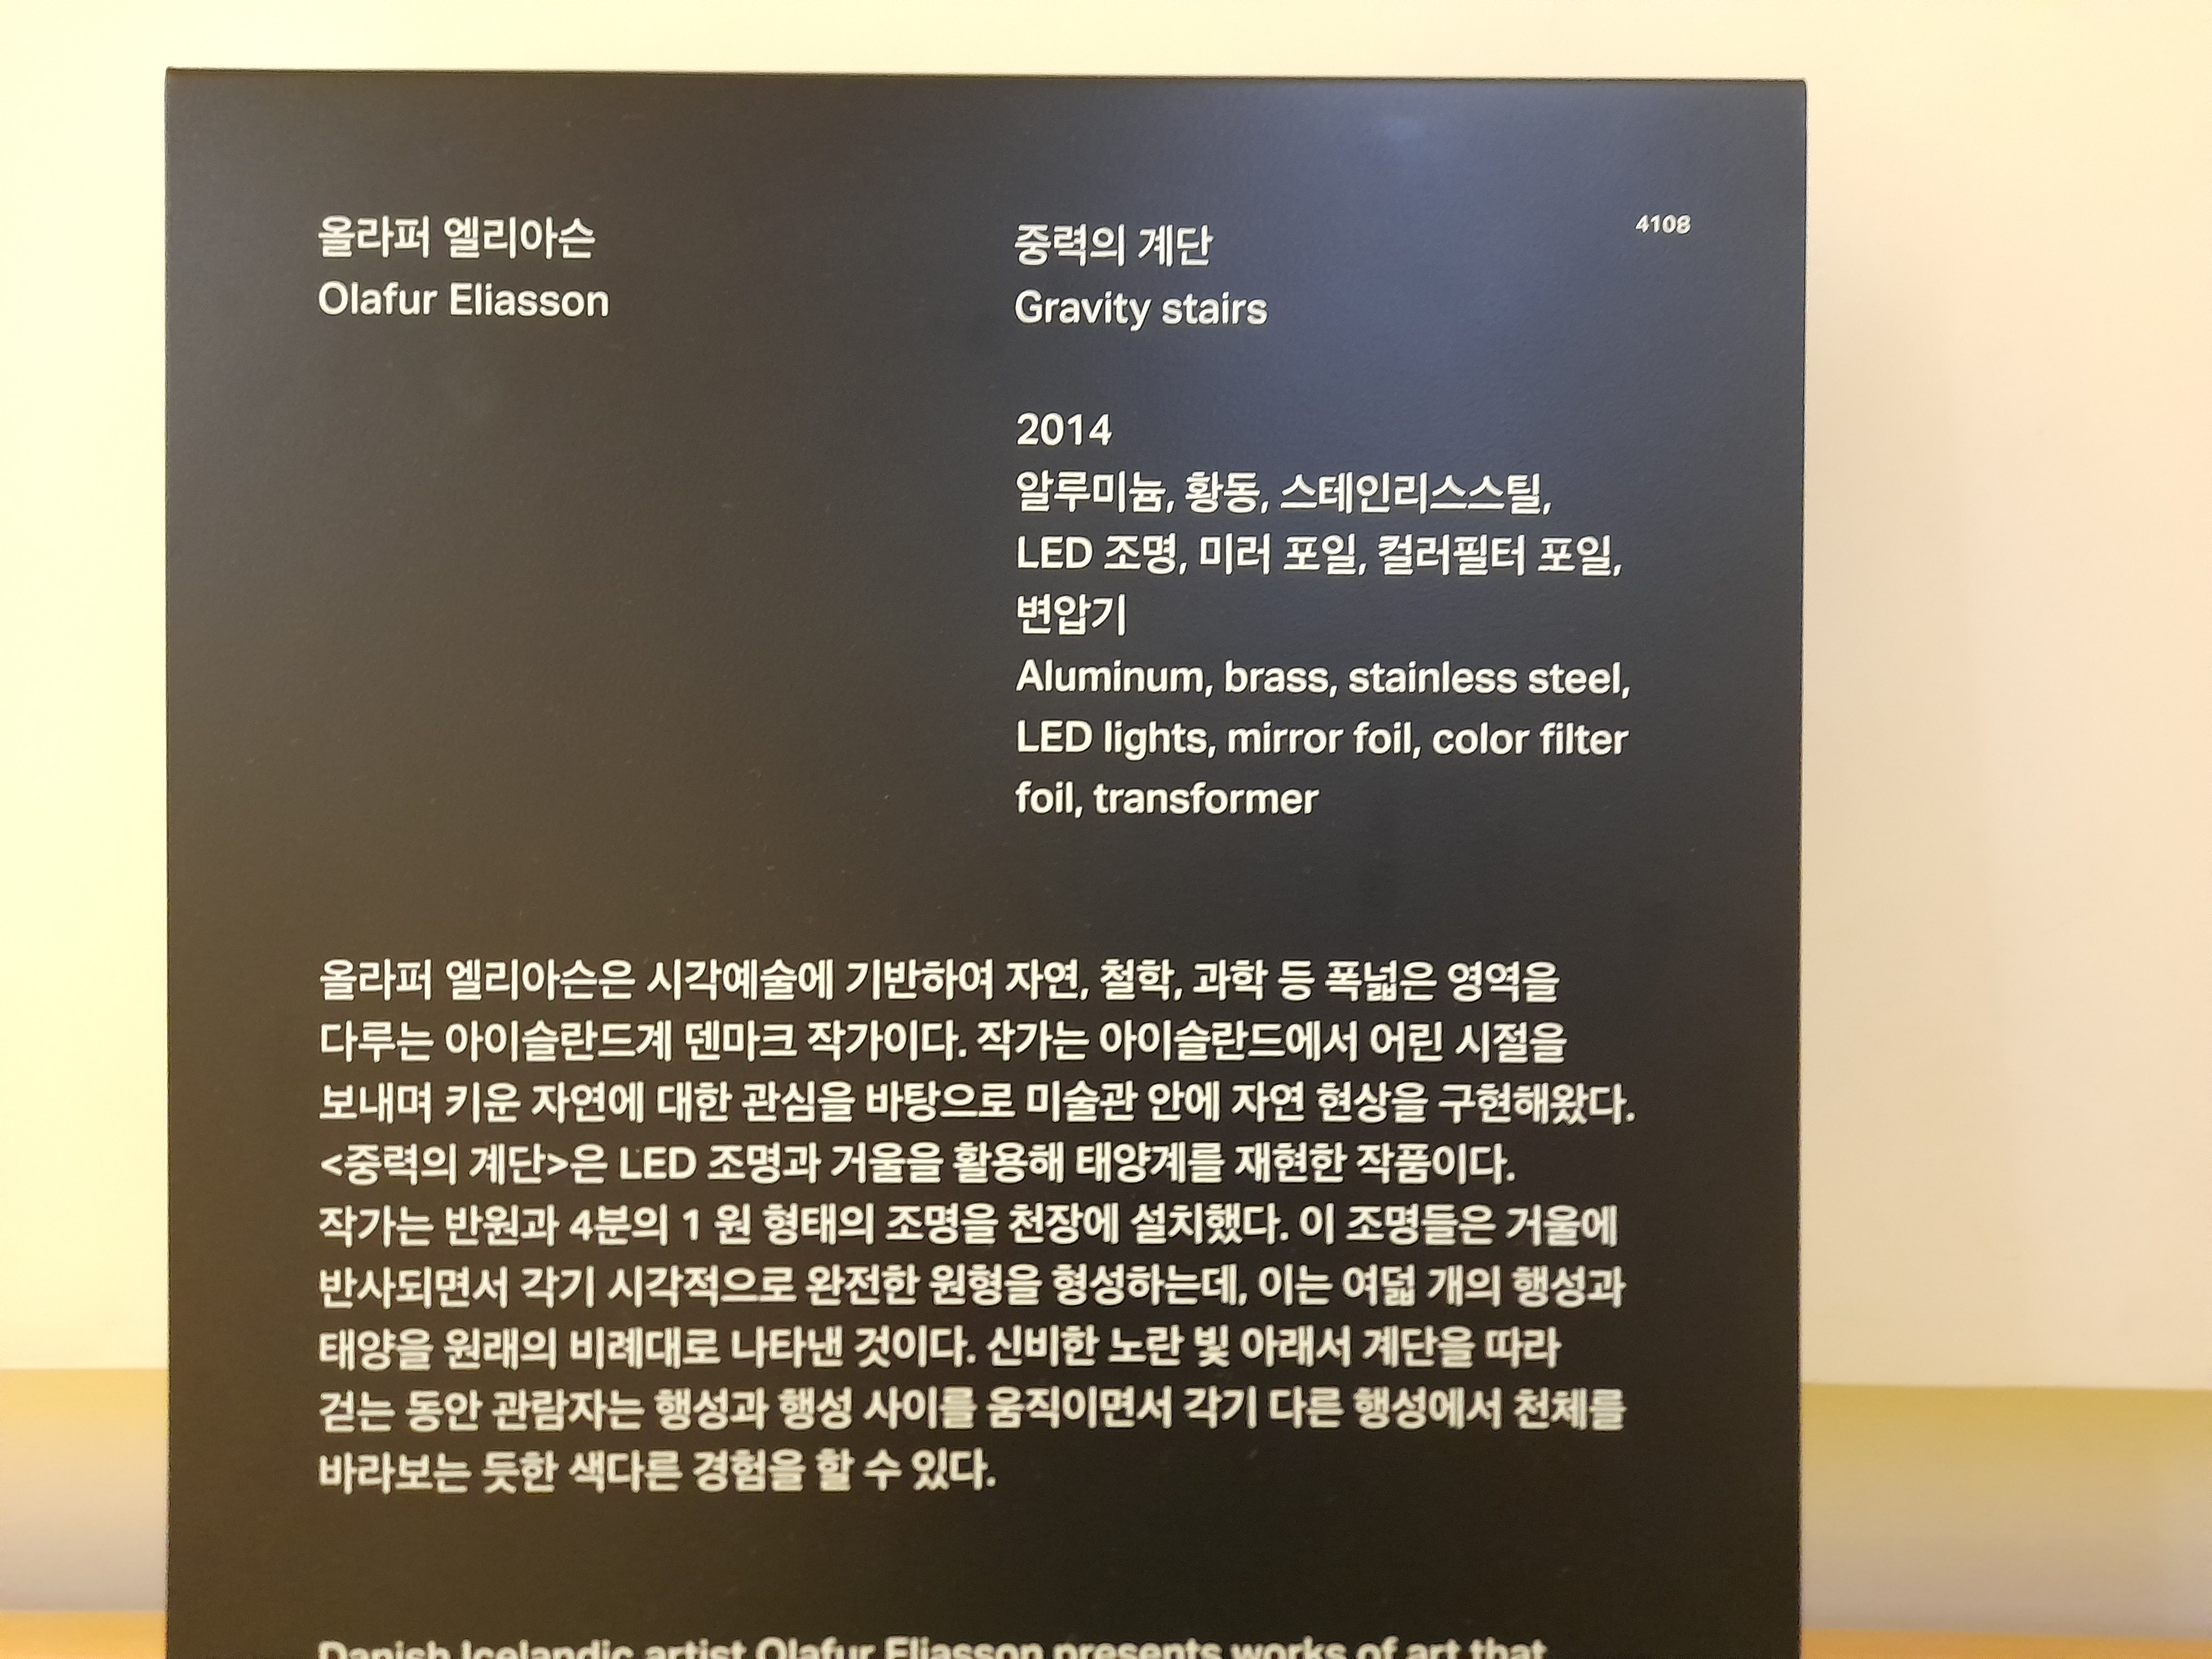 올라퍼 엘리아슨
Olafur Eliasson
중력의 계단
Gravity stairs
4108
2014
알루미늄, 황동, 스테인리스스틸,
LED 조명, 미러 포일, 컬러필터 포일,
변압기
Aluminum, brass, stainless steel,
LED lights, mirror foil, color filter
foil, transformer
올라퍼 엘리아슨은 시각예술에 기반하여 자연, 철학, 과학 등 폭넓은 영역을
다루는 아이슬란드계 덴마크 작가이다. 작가는 아이슬란드에서 어린 시절을
보내며 키운 자연에 대한 관심을 바탕으로 미술관 안에 자연 현상을 구현해왔다.
<중력의 계단>은 LED 조명과 거울을 활용해 태양계를 재현한 작품이다.
작가는 반원과 4분의 1 원 형태의 조명을 천장에 설치했다. 이 조명들은 거울에
반사되면서 각기 시각적으로 완전한 원형을 형성하는데, 이는 여덟 개의 행성과
태양을 원래의 비례대로 나타낸 것이다. 신비한 노란 빛 아래서 계단을 따라
걷는 동안 관람자는 행성과 행성 사이를 움직이면서 각기 다른 행성에서 천체를
바라보는 듯한 색다른 경험을 할 수 있다.
Danish Icelandic artist Olafur Eliasson presents works of art that